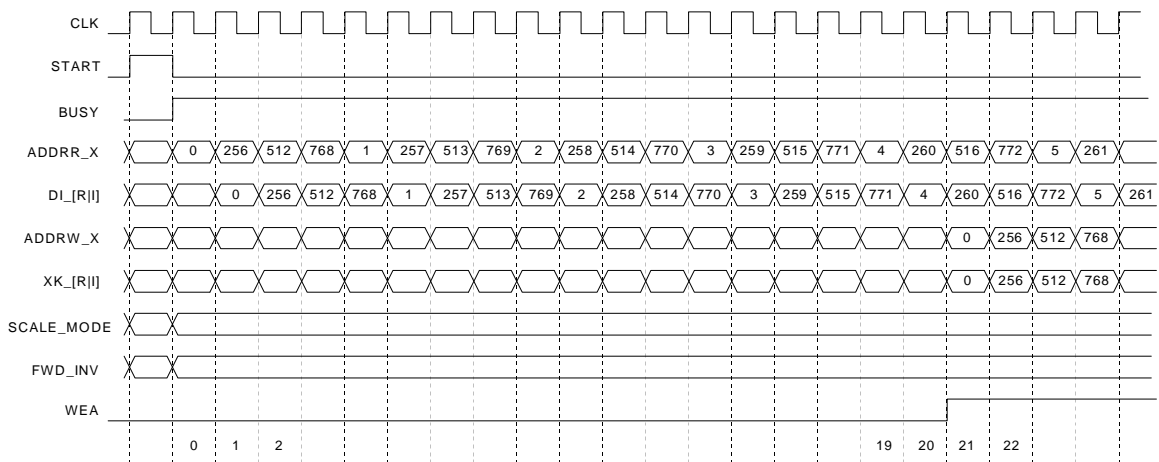 CLK
START
BUSY
ADDRR_X 0 256 512 768 1 257 513 769 2 258 514 770 3 259 515 771 4 260 516 772 5 261
DI_[R|I] 0 256 512 768 1 257 513 769 2 258 514 770 3 259 515 771 4 260 516 772 5 261
ADDRW_X 0 256 512 768
XK_[R|I] 0 256 512 768
SCALE_MODE
FWD_INV
WEA
0 1 2 19 20 21 22